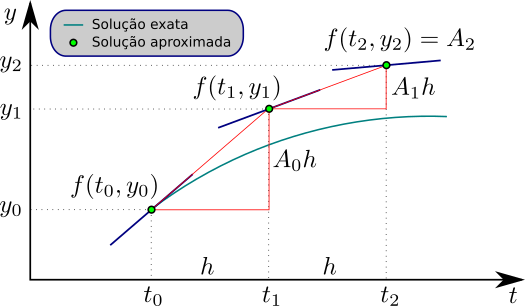 y
Solução exata
Solução aproximada
f(t₂, y₂) = A₂
y₂
f(t₁, y₁)
A₁h
y₁
A₀h
f(t₀, y₀)
y₀
h h
t₀ t₁ t₂ t